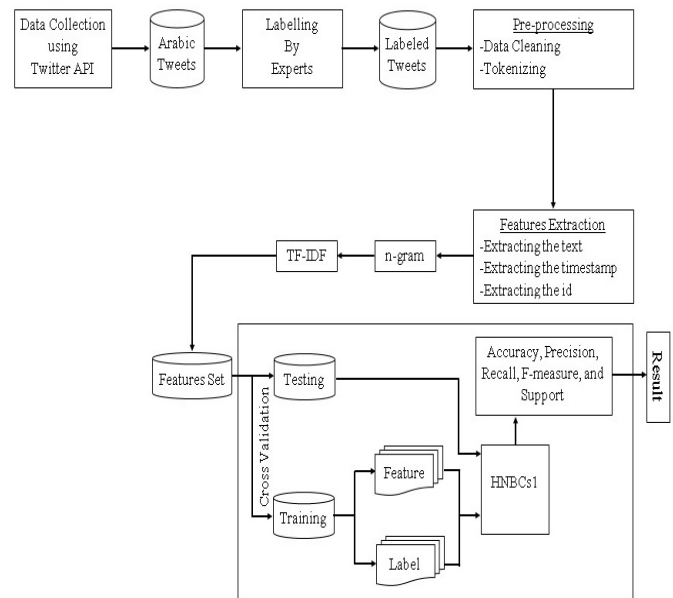 Data Collection
using
Twitter API
Arabic
Tweets
Labelling
By
Experts
Labeled
Tweets
Pre-processing
-Data Cleaning
-Tokenizing
Features Extraction
-Extracting the text
-Extracting the timestamp
-Extracting the id
n-gram
TF-IDF
Features Set
Cross Validation
Testing
Training
Feature
Label
HNBCs1
Accuracy, Precision,
Recall, F-measure, and
Support
Result